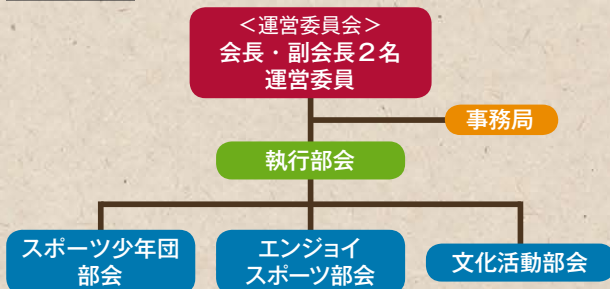 ＜運営委員会＞
会長・副会長２名
運営委員
事務局
執行部会
スポーツ少年団
部会
エンジョイ
スポーツ部会
文化活動部会